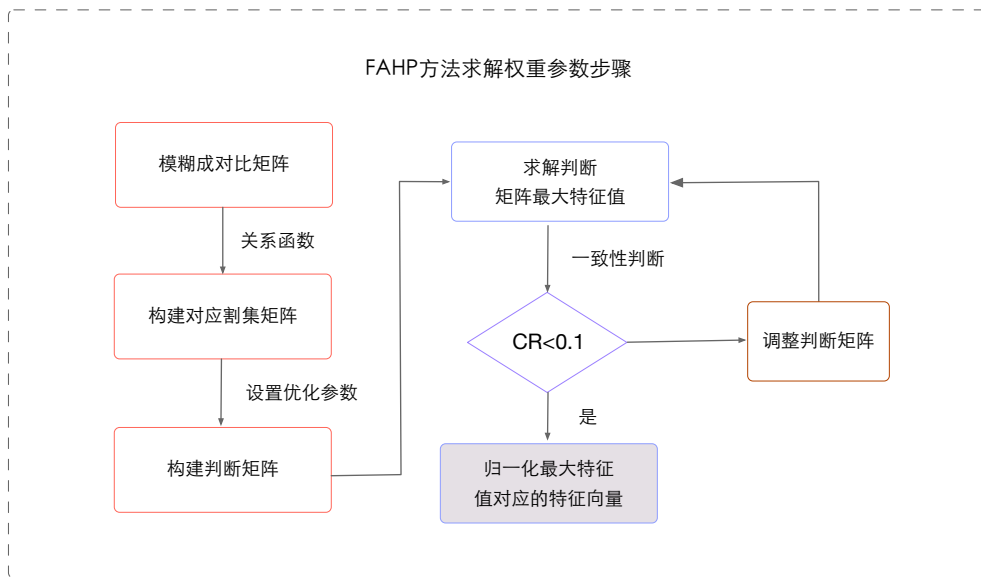 FAHP方法求解权重参数步骤
模糊成对比矩阵
关系函数
构建对应割集矩阵
设置优化参数
构建判断矩阵
求解判断
矩阵最大特征值
一致性判断
CR<0.1
调整判断矩阵
是
归一化最大特征
值对应的特征向量